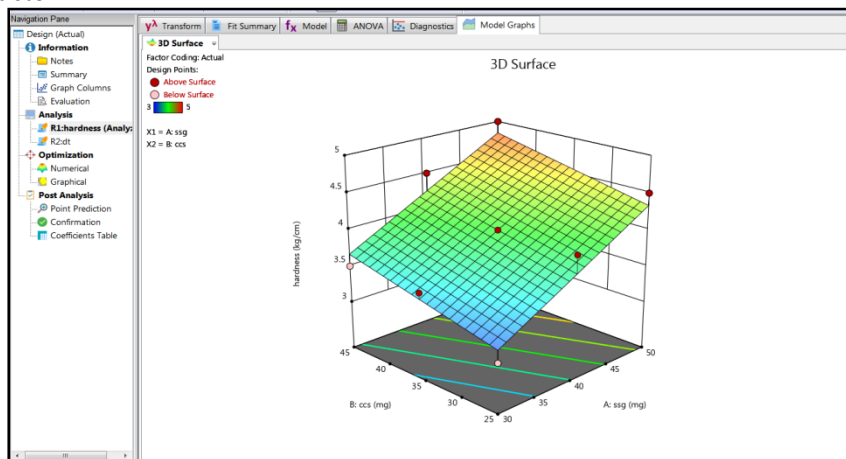 Navigation Pane
Design (Actual)
Information
Notes
Summary
Graph Columns
Evaluation
Analysis
R1:hardness (Analy:
R2:dt
Optimization
Numerical
Graphical
Post Analysis
Point Prediction
Confirmation
Coefficients Table
yλ Transform
Fit Summary
fx Model
ANOVA
Diagnostics
Model Graphs
3D Surface
Factor Coding: Actual
Design Points:
Above Surface
Below Surface
3 5
X1 = A: ssg
X2 = B: ccs
3D Surface
hardness (kg/cm)
5
4.5
4
3.5
3
45
40
35
30
25
B: ccs (mg)
30
35
40
45
50
A: ssg (mg)